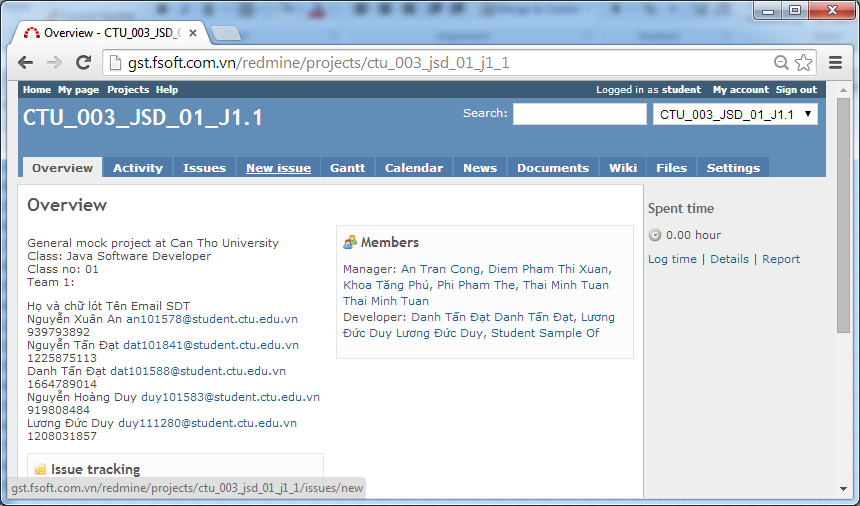 Overview - CTU_003_JSD_0
gst.fsoft.com.vn/redmine/projects/ctu_003_jsd_01_j1_1
Home My page Projects Help
Logged in as student My account Sign out
CTU_003_JSD_01_J1.1
Search:
CTU_003_JSD_01_J1.1
Overview Activity Issues New issue Gantt Calendar News Documents Wiki Files Settings
Overview
General mock project at Can Tho University
Class: Java Software Developer
Class no: 01
Team 1:
Họ và chữ lót Tên Email SDT
Nguyễn Xuân An an101578@student.ctu.edu.vn
939793892
Nguyễn Tấn Đạt dat101841@student.ctu.edu.vn
1225875113
Danh Tấn Đạt dat101588@student.ctu.edu.vn
1664789014
Nguyễn Hoàng Duy duy101583@student.ctu.edu.vn
919808484
Lương Đức Duy duy111280@student.ctu.edu.vn
1208031857
Issue tracking
Members
Manager: An Tran Cong, Diem Pham Thi Xuan,
Khoa Tăng Phú, Phi Pham The, Thai Minh Tuan
Thai Minh Tuan
Developer: Danh Tấn Đạt Danh Tấn Đạt, Lương
Đức Duy Lương Đức Duy, Student Sample Of
Spent time
0.00 hour
Log time | Details | Report
gst.fsoft.com.vn/redmine/projects/ctu_003_jsd_01_j1_1/issues/new